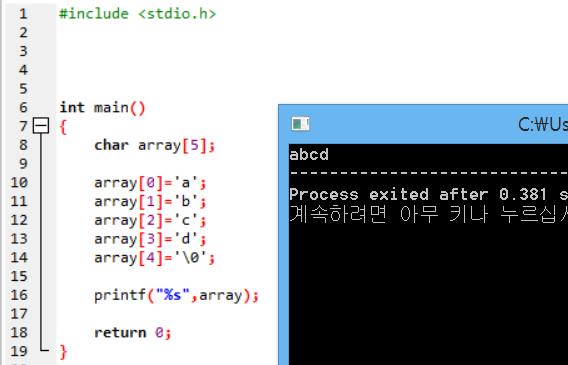 1 #include <stdio.h>
2
3
4
5
6 int main()
7 {
8 char array[5];
9
10 array[0]='a';
11 array[1]='b';
12 array[2]='c';
13 array[3]='d';
14 array[4]='\0';
15
16 printf("%s",array);
17
18 return 0;
19 }
C:₩Us
abcd
--------------------------------
Process exited after 0.381 s
계속하려면 아무 키나 누르십시